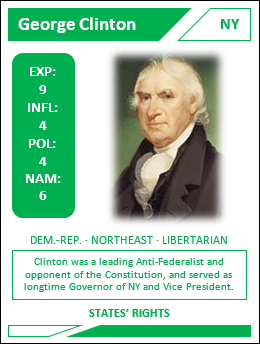 George Clinton
NY
EXP:
9
INFL:
4
POL:
4
NAM:
6
DEM.-REP. · NORTHEAST · LIBERTARIAN
Clinton was a leading Anti-Federalist and
opponent of the Constitution, and served as
longtime Governor of NY and Vice President.
STATES’ RIGHTS